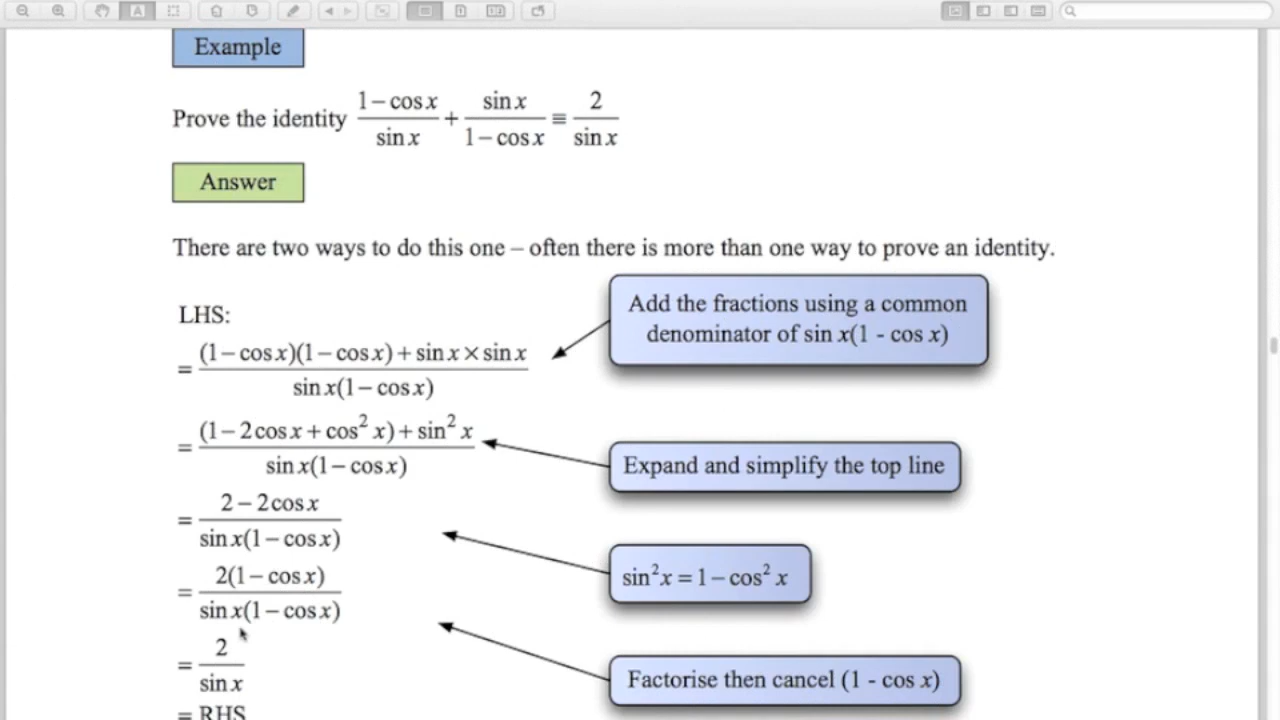 Example
Prove the identity (1 − cos x)/(sin x) + (sin x)/(1 − cos x) ≡ 2/(sin x)
Answer
There are two ways to do this one – often there is more than one way to prove an identity.
LHS:
Add the fractions using a common
denominator of sin x(1 - cos x)
= ((1 − cos x)(1 − cos x) + sin x × sin x)/(sin x(1 − cos x))
= ((1 − 2cos x + cos² x) + sin² x)/(sin x(1 − cos x))
Expand and simplify the top line
= (2 − 2cos x)/(sin x(1 − cos x))
sin²x = 1 − cos² x
= (2(1 − cos x))/(sin x(1 − cos x))
= 2/(sin x)
Factorise then cancel (1 - cos x)
= RHS